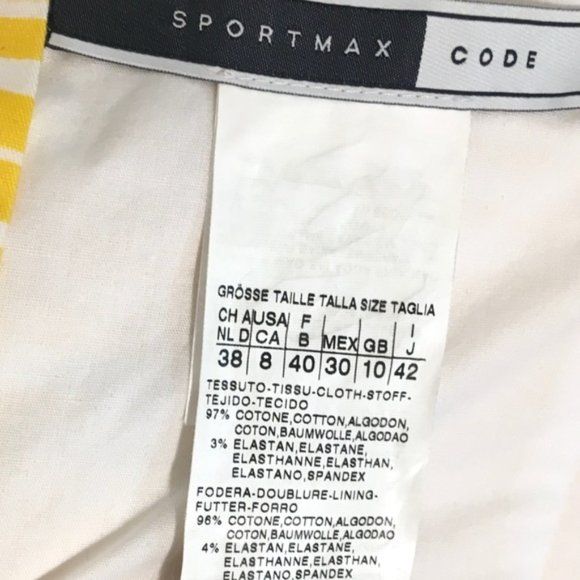 SPORTMAX CODE
GRÖSSE TAILLE TALLA SIZE TAGLIA
CH A USA F I
NL D CA B MEX GB J
38 8 40 30 10 42
TESSUTO-TISSU-CLOTH-STOFF-
TEJIDO-TECIDO
97% COTONE,COTTON,ALGODON,
COTON,BAUMWOLLE,ALGODAO
3% ELASTAN,ELASTANE,
ELASTHANNE,ELASTHAN,
ELASTANO,SPANDEX
FODERA-DOUBLURE-LINING-
FUTTER-FORRO
96% COTONE,COTTON,ALGODON,
COTON,BAUMWOLLE,ALGODAO
4% ELASTAN,ELASTANE,
ELASTHANNE,ELASTHAN,
ELASTANO,SPANDEX